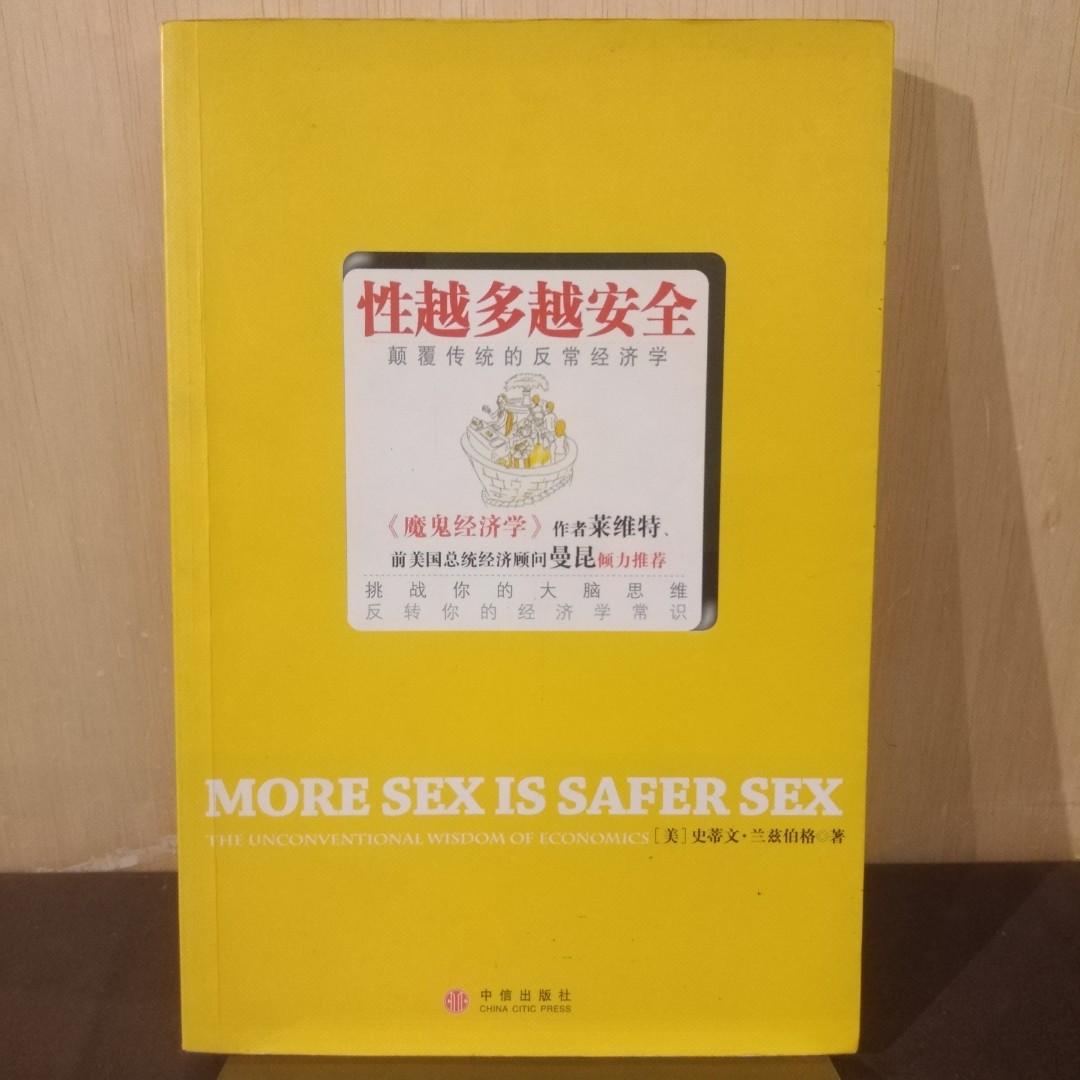 性越多越安全
颠覆传统的反常经济学
《魔鬼经济学》作者莱维特、
前美国总统经济顾问曼昆倾力推荐
挑战你的大脑思维
反转你的经济学常识
MORE SEX IS SAFER SEX
THE UNCONVENTIONAL WISDOM OF ECONOMICS [美]史蒂文·兰兹伯格◎著
中信出版社
CHINA CITIC PRESS